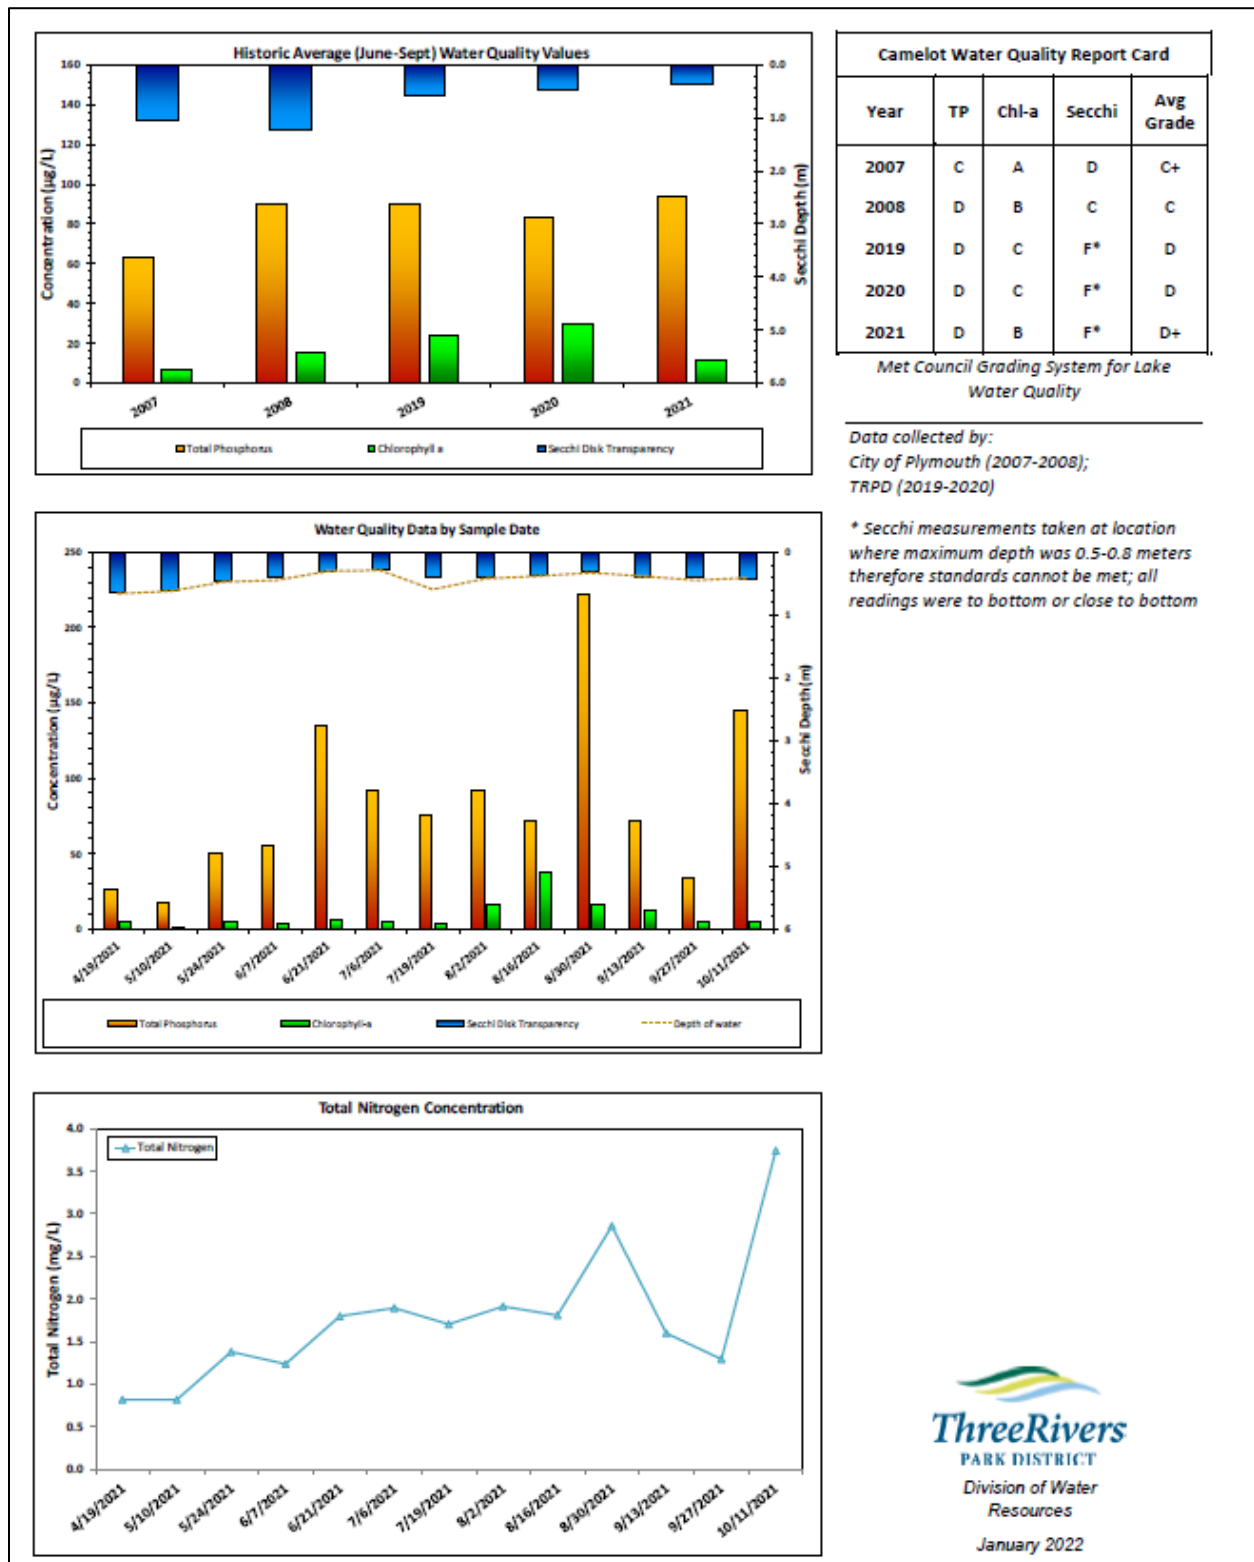 Historic Average (June-Sept) Water Quality Values
160
140
120
100
80
60
40
20
0
Concentration (µg/L)
0.0
1.0
2.0
3.0
4.0
5.0
6.0
Secchi Depth (m)
2007
2008
2019
2020
2021
Total Phosphorus
Chlorophyll a
Secchi Disk Transparency
Camelot Water Quality Report Card
Year TP Chl-a Secchi Avg Grade
2007 C A D C+
2008 D B C C
2019 D C F* D
2020 D C F* D
2021 D B F* D+
Met Council Grading System for Lake
Water Quality
Data collected by:
City of Plymouth (2007-2008);
TRPD (2019-2020)
* Secchi measurements taken at location
where maximum depth was 0.5-0.8 meters
therefore standards cannot be met; all
readings were to bottom or close to bottom
Water Quality Data by Sample Date
250
200
150
100
50
0
Concentration (µg/L)
0
1
2
3
4
5
6
Secchi Depth (m)
4/19/2021
5/10/2021
5/24/2021
6/7/2021
6/21/2021
7/6/2021
7/19/2021
8/2/2021
8/16/2021
8/30/2021
9/13/2021
9/27/2021
10/11/2021
Total Phosphorus
Chlorophyll-a
Secchi Disk Transparency
Depth of water
Total Nitrogen Concentration
Total Nitrogen
4.0
3.5
3.0
2.5
2.0
1.5
1.0
0.5
0.0
Total Nitrogen (mg/L)
4/19/2021
5/10/2021
5/24/2021
6/7/2021
6/21/2021
7/6/2021
7/19/2021
8/2/2021
8/16/2021
8/30/2021
9/13/2021
9/27/2021
10/11/2021
ThreeRivers
PARK DISTRICT
Division of Water
Resources
January 2022